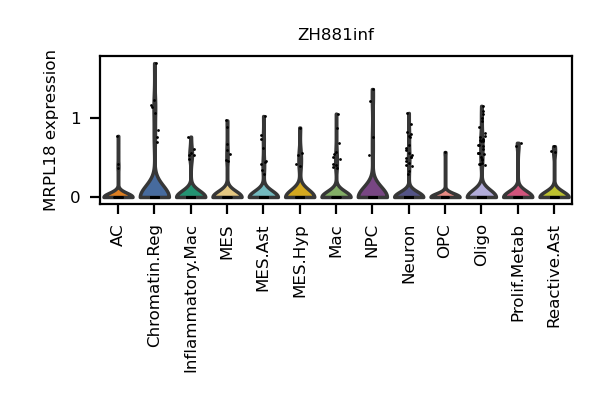 ZH881inf
MRPL18 expression
1
0
AC
Chromatin.Reg
Inflammatory.Mac
MES
MES.Ast
MES.Hyp
Mac
NPC
Neuron
OPC
Oligo
Prolif.Metab
Reactive.Ast